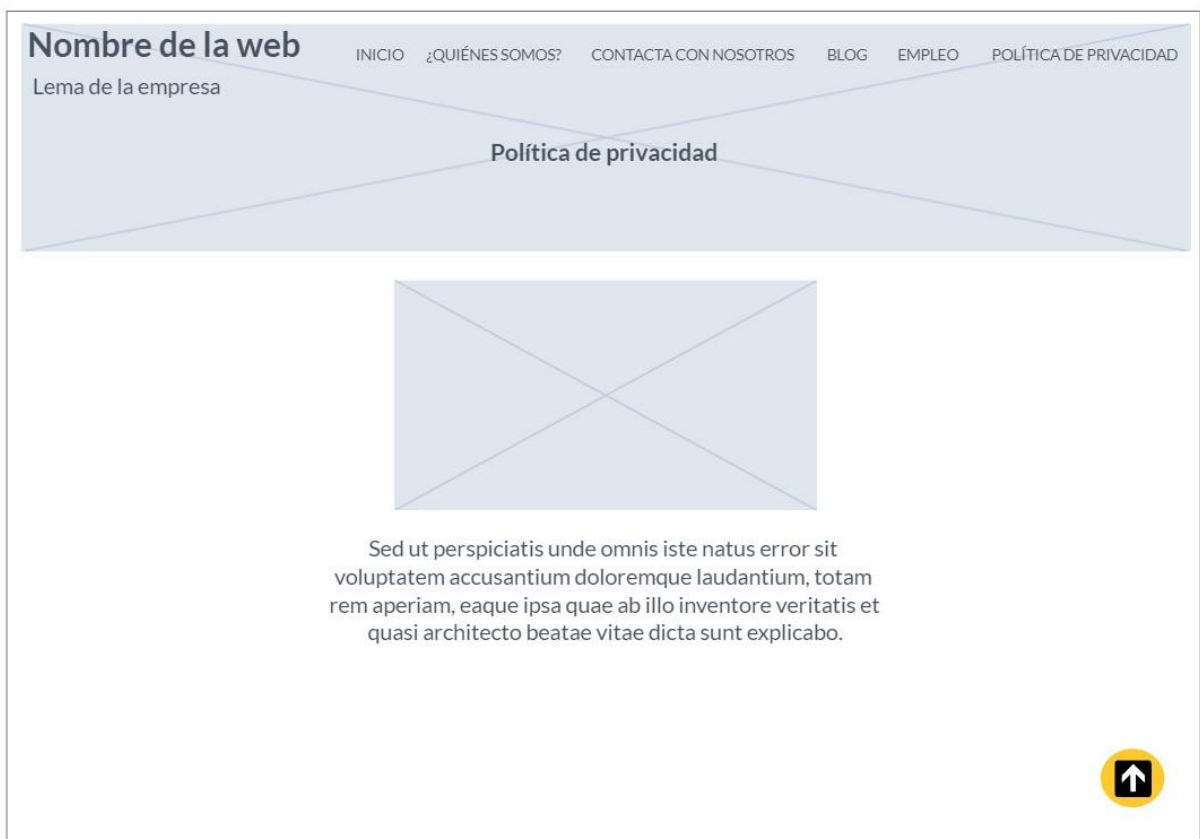 Nombre de la web
INICIO ¿QUIÉNES SOMOS? CONTACTA CON NOSOTROS BLOG EMPLEO POLÍTICA DE PRIVACIDAD
Lema de la empresa
Política de privacidad
Sed ut perspiciatis unde omnis iste natus error sit
voluptatem accusantium doloremque laudantium, totam
rem aperiam, eaque ipsa quae ab illo inventore veritatis et
quasi architecto beatae vitae dicta sunt explicabo.